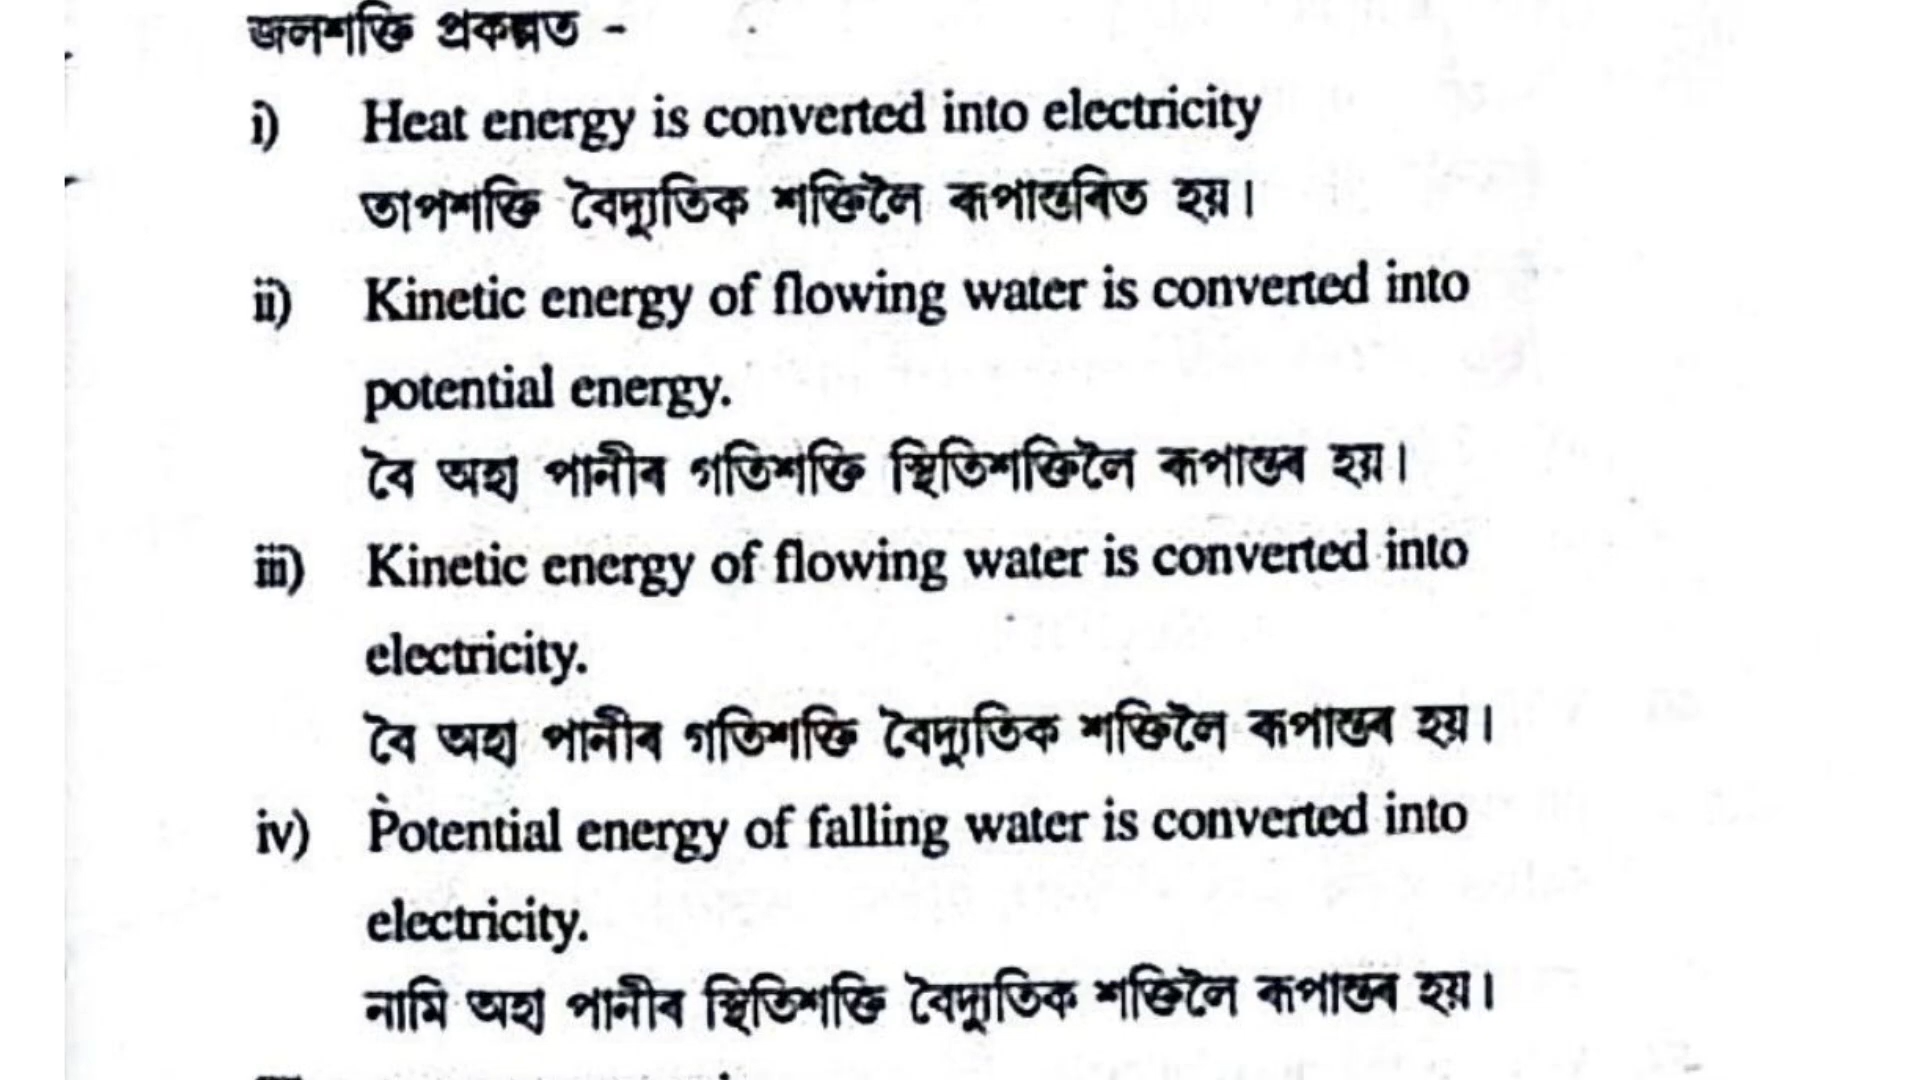 জলশক্তি প্ৰকল্পত -
i) Heat energy is converted into electricity
তাপশক্তি বৈদ্যুতিক শক্তিলৈ ৰূপান্তৰিত হয়।
ii) Kinetic energy of flowing water is converted into
potential energy.
বৈ অহা পানীৰ গতিশক্তি স্থিতিশক্তিলৈ ৰূপান্তৰ হয়।
iii) Kinetic energy of flowing water is converted into
electricity.
বৈ অহা পানীৰ গতিশক্তি বৈদ্যুতিক শক্তিলৈ ৰূপান্তৰ হয়।
iv) Potential energy of falling water is converted into
electricity.
নামি অহা পানীৰ স্থিতিশক্তি বৈদ্যুতিক শক্তিলৈ ৰূপান্তৰ হয়।